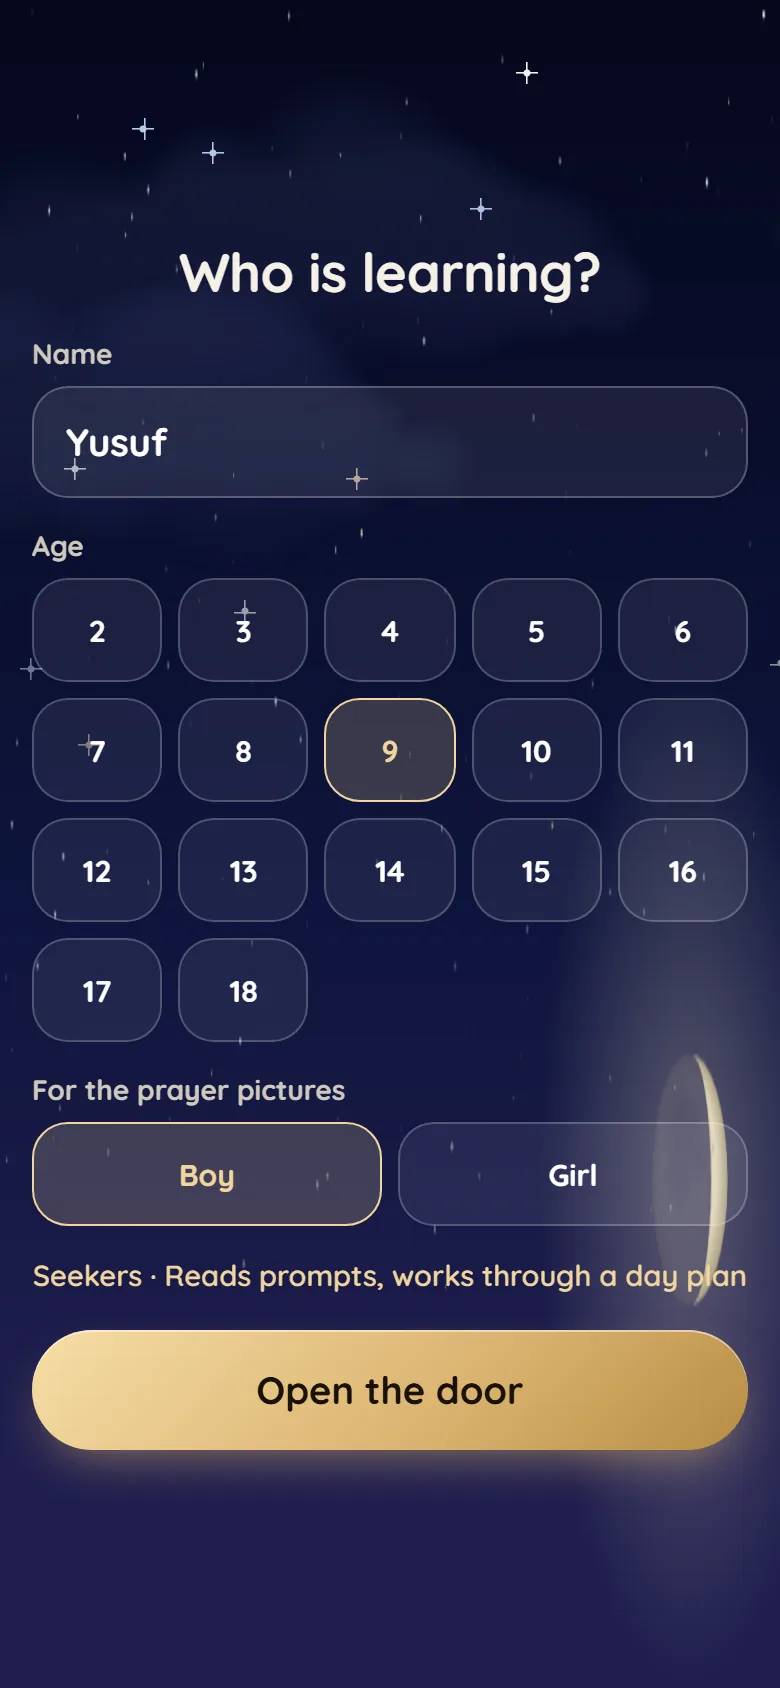 Who is learning?
Name
Yusuf
Age
2 3 4 5 6
7 8 9 10 11
12 13 14 15 16
17 18
For the prayer pictures
Boy Girl
Seekers · Reads prompts, works through a day plan
Open the door